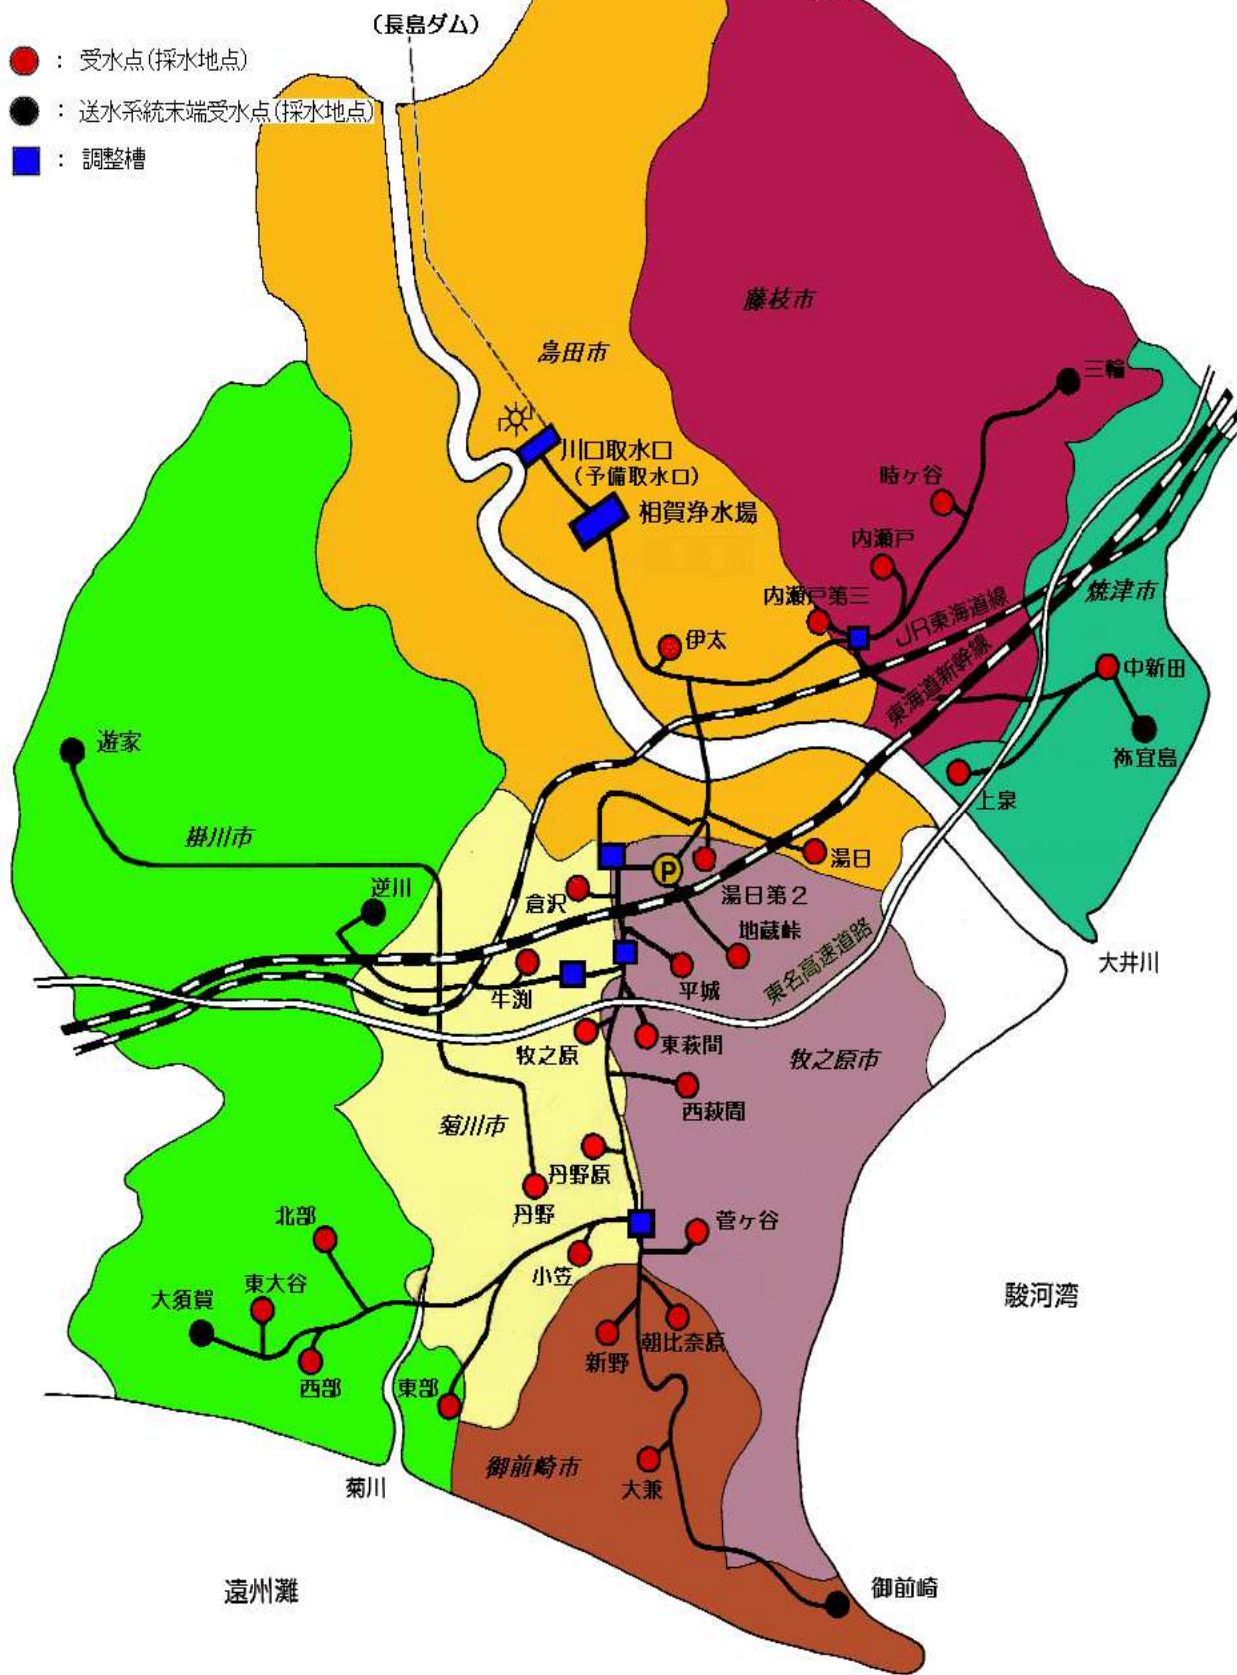 (長島ダム)
： 受水点(採水地点)
： 送水系統末端受水点(採水地点)
： 調整槽
藤枝市
島田市
三輪
川口取水口
(予備取水口)
時ヶ谷
相賀浄水場
内瀬戸
内瀬戸第三
焼津市
JR東海道線
伊太
中新田
東海道新幹線
遊家
祢宜島
上泉
掛川市
湯日
逆川
倉沢
P
湯日第2
地蔵峠
東名高速道路
大井川
牛渕
平城
牧之原
東萩間
牧之原市
西萩間
菊川市
丹野原
丹野
北部
菅ヶ谷
小笠
東大谷
大須賀
駿河湾
朝比奈原
新野
西部
東部
御前崎市
菊川
大兼
遠州灘
御前崎